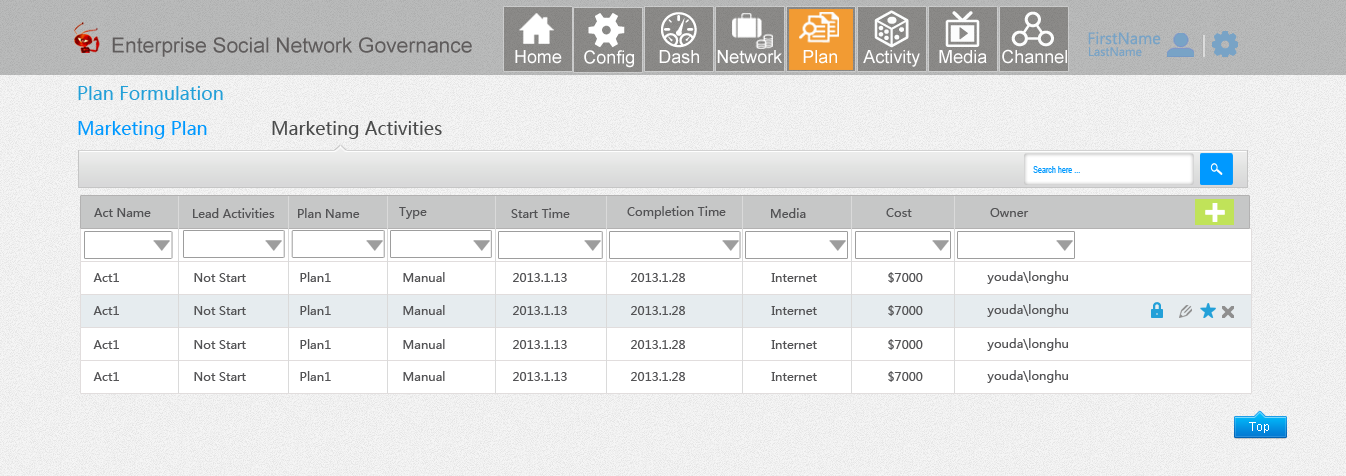 Enterprise Social Network Governance
Home Config Dash Network Plan Activity Media Channel
FirstName
LastName
Plan Formulation
Marketing Plan Marketing Activities
Search here ...
Act Name Lead Activities Plan Name Type Start Time Completion Time Media Cost Owner
Act1 Not Start Plan1 Manual 2013.1.13 2013.1.28 Internet $7000 youda\longhu
Act1 Not Start Plan1 Manual 2013.1.13 2013.1.28 Internet $7000 youda\longhu
Act1 Not Start Plan1 Manual 2013.1.13 2013.1.28 Internet $7000 youda\longhu
Act1 Not Start Plan1 Manual 2013.1.13 2013.1.28 Internet $7000 youda\longhu
Top